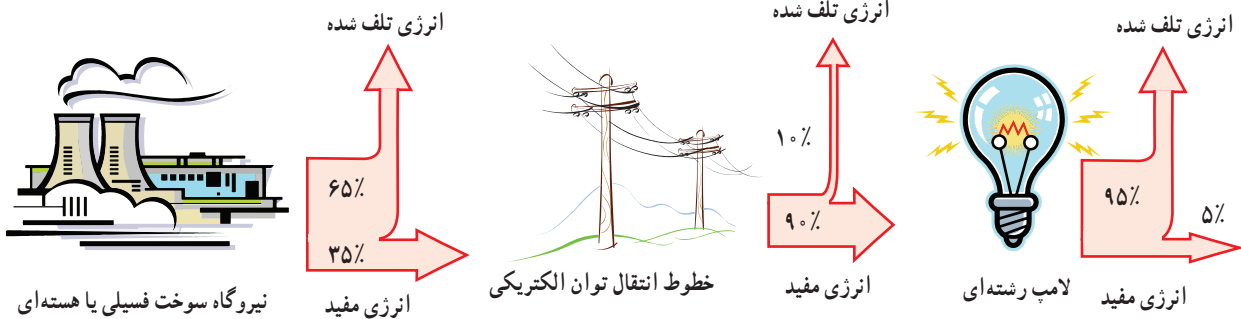 انرژی تلف شده
۶۵٪
۳۵٪
انرژی مفید
نیروگاه سوخت فسیلی یا هسته‌ای
انرژی تلف شده
۱۰٪
۹۰٪
انرژی مفید
خطوط انتقال توان الکتریکی
انرژی تلف شده
۹۵٪
۵٪
انرژی مفید
لامپ رشته‌ای